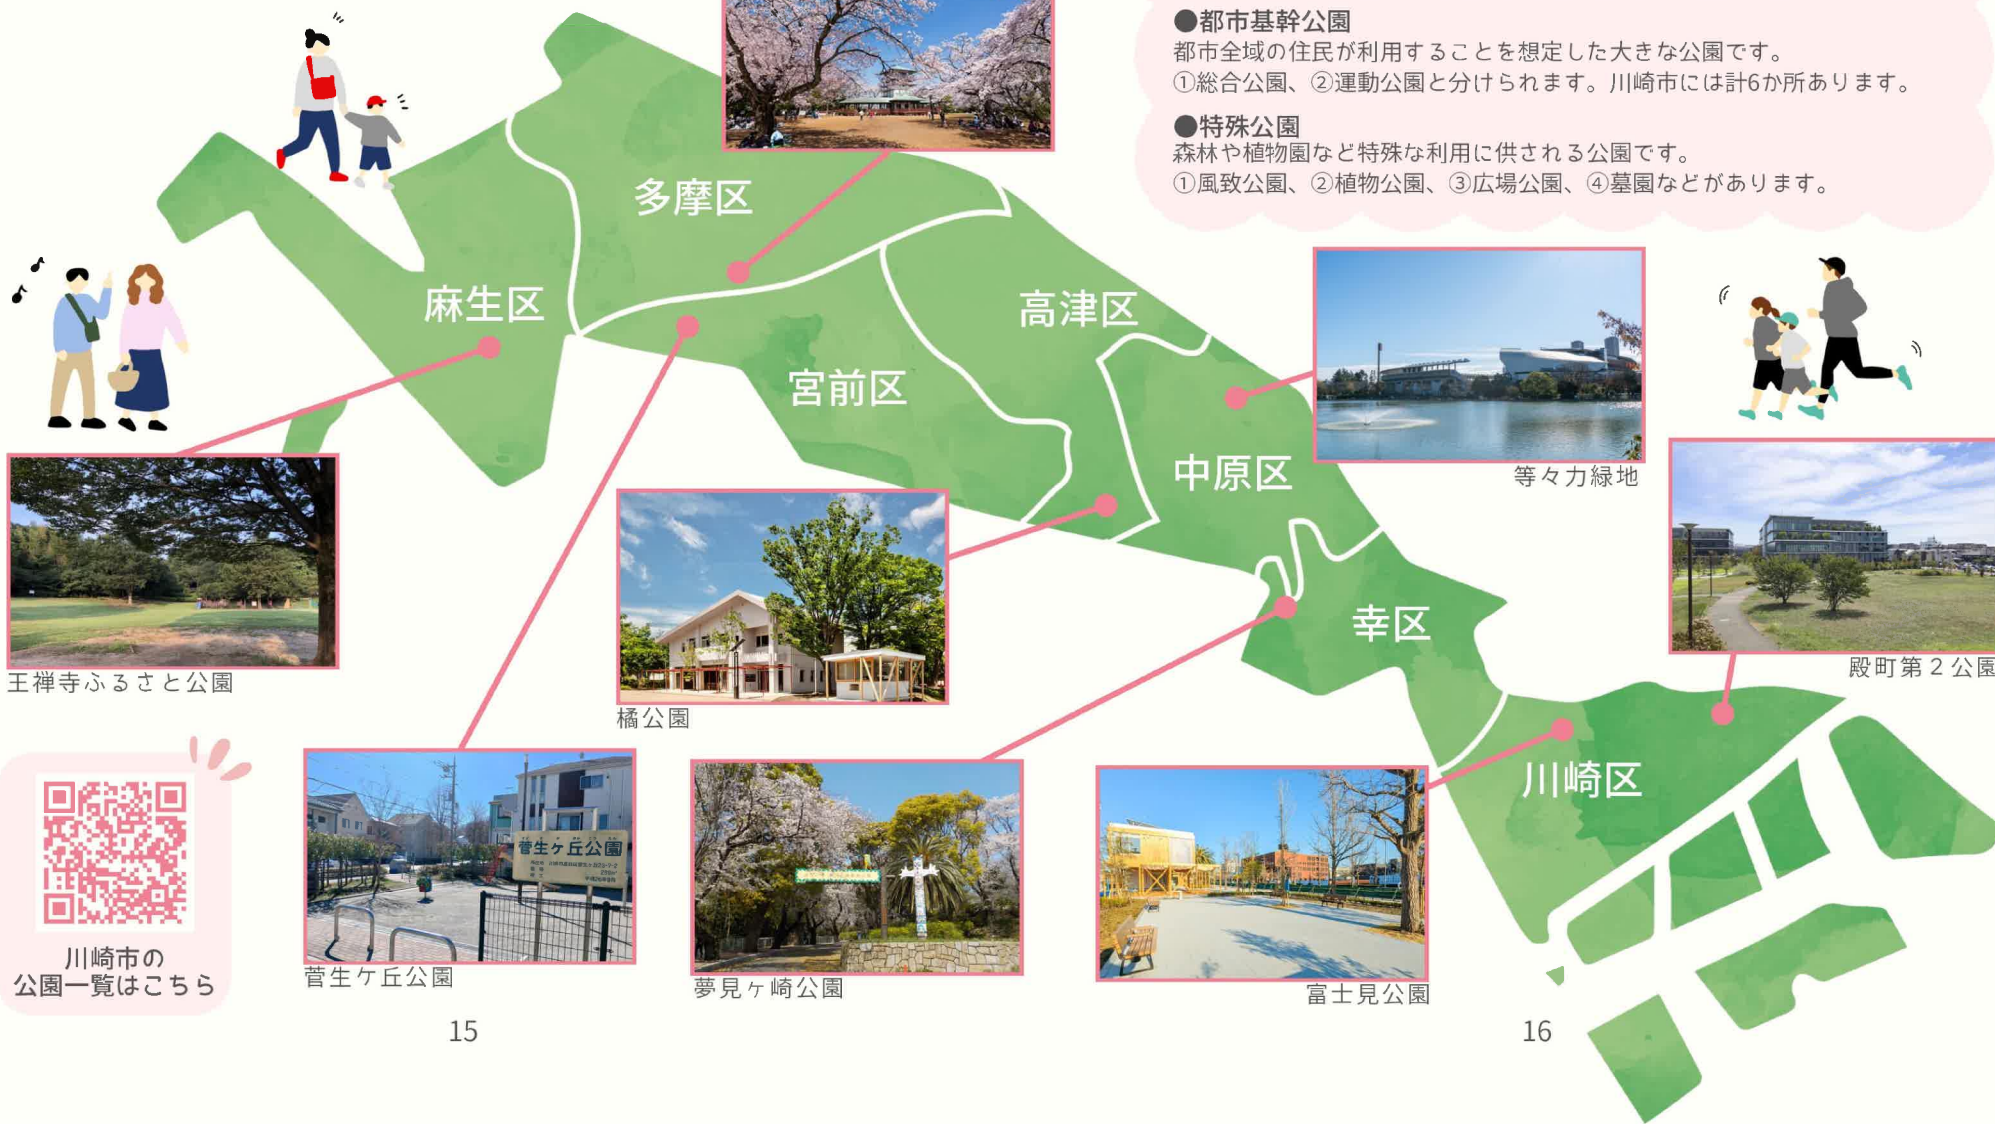 ●都市基幹公園
都市全域の住民が利用することを想定した大きな公園です。
①総合公園、②運動公園と分けられます。川崎市には計6か所あります。
●特殊公園
森林や植物園など特殊な利用に供される公園です。
①風致公園、②植物公園、③広場公園、④墓園などがあります。
多摩区
麻生区
高津区
宮前区
中原区
幸区
川崎区
等々力緑地
殿町第２公園
王禅寺ふるさと公園
橘公園
菅生ケ丘公園
菅生ケ丘公園
夢見ヶ崎公園
富士見公園
川崎市の
公園一覧はこちら
15
16